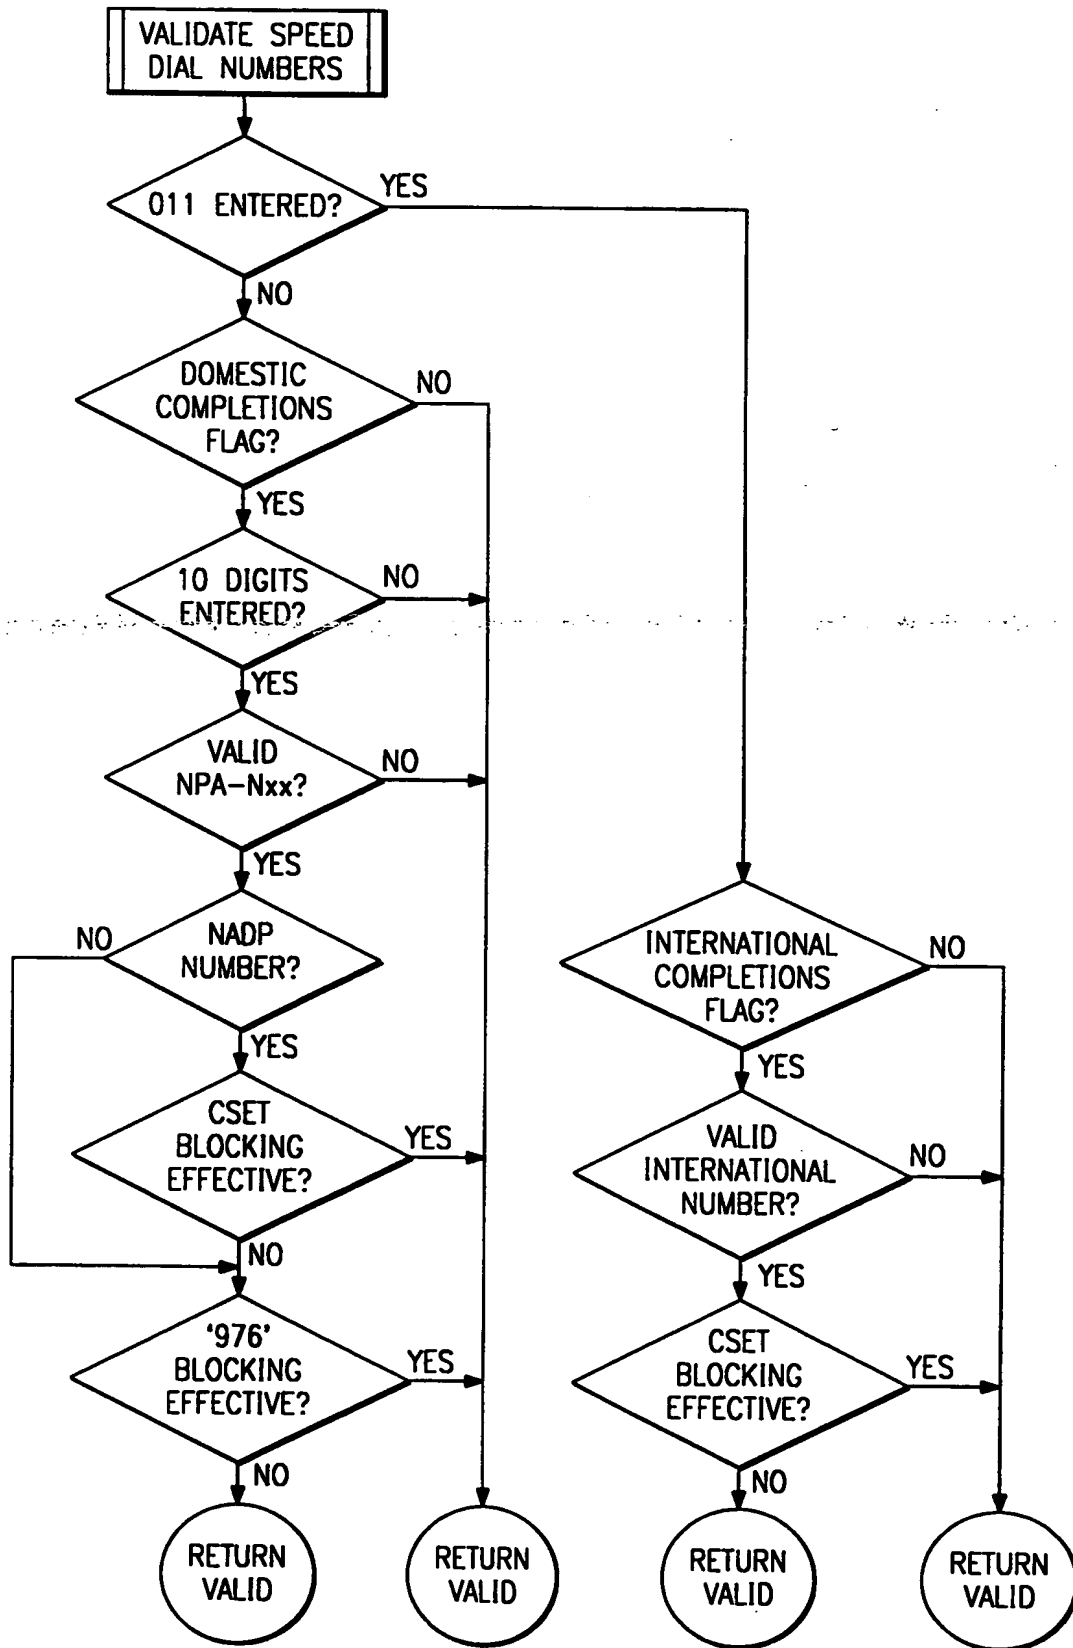 VALIDATE SPEED
DIAL NUMBERS
011 ENTERED?
YES
NO
DOMESTIC
COMPLETIONS
FLAG?
NO
YES
10 DIGITS
ENTERED?
NO
YES
VALID
NPA-Nxx?
NO
YES
NADP
NUMBER?
NO
YES
CSET
BLOCKING
EFFECTIVE?
YES
NO
'976'
BLOCKING
EFFECTIVE?
YES
NO
RETURN
VALID
RETURN
VALID
INTERNATIONAL
COMPLETIONS
FLAG?
NO
YES
VALID
INTERNATIONAL
NUMBER?
NO
YES
CSET
BLOCKING
EFFECTIVE?
YES
NO
RETURN
VALID
RETURN
VALID